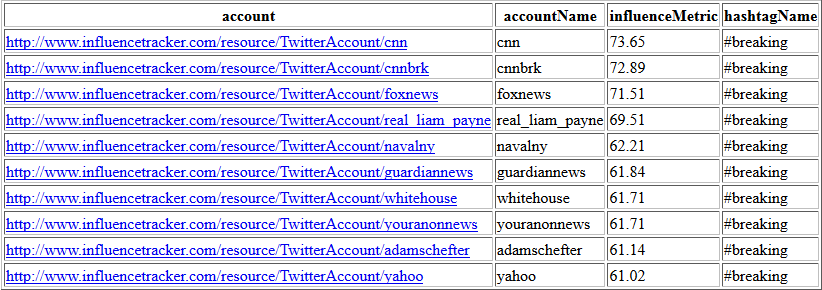 account accountName influenceMetric hashtagName
http://www.influencetracker.com/resource/TwitterAccount/cnn cnn 73.65 #breaking
http://www.influencetracker.com/resource/TwitterAccount/cnnbrk cnnbrk 72.89 #breaking
http://www.influencetracker.com/resource/TwitterAccount/foxnews foxnews 71.51 #breaking
http://www.influencetracker.com/resource/TwitterAccount/real_liam_payne real_liam_payne 69.51 #breaking
http://www.influencetracker.com/resource/TwitterAccount/navalny navalny 62.21 #breaking
http://www.influencetracker.com/resource/TwitterAccount/guardiannews guardiannews 61.84 #breaking
http://www.influencetracker.com/resource/TwitterAccount/whitehouse whitehouse 61.71 #breaking
http://www.influencetracker.com/resource/TwitterAccount/youranonnews youranonnews 61.71 #breaking
http://www.influencetracker.com/resource/TwitterAccount/adamschefter adamschefter 61.14 #breaking
http://www.influencetracker.com/resource/TwitterAccount/yahoo yahoo 61.02 #breaking